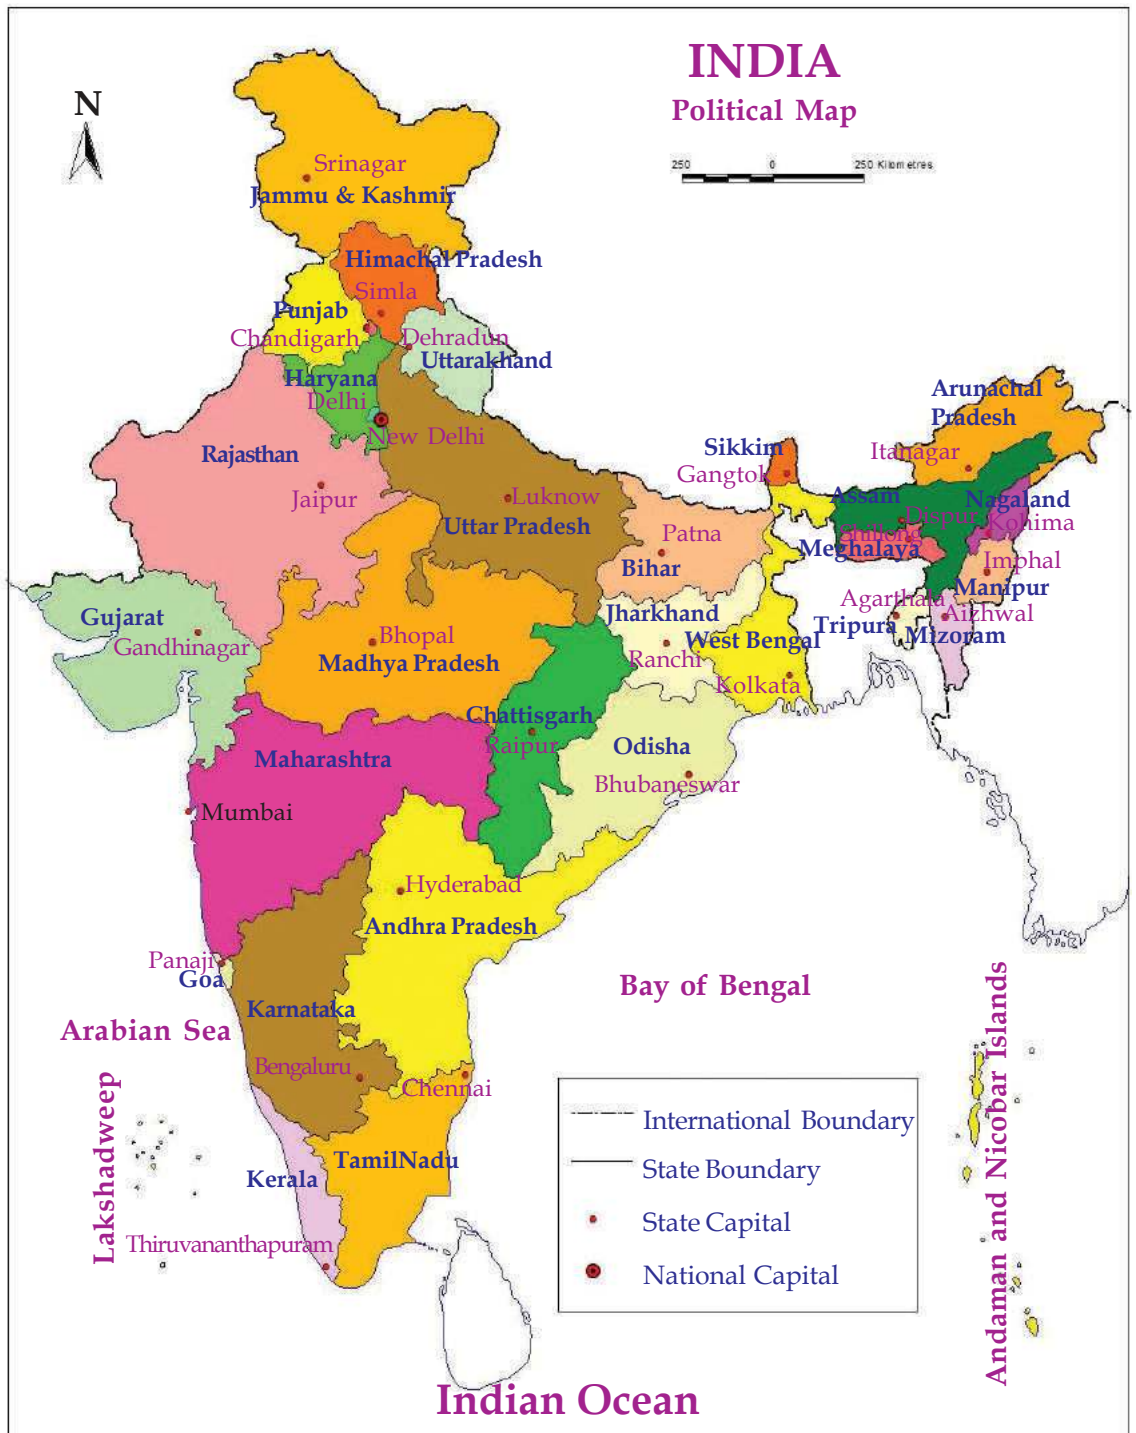 INDIA
Political Map
N
250 0 250 Kilometres
Srinagar
Jammu & Kashmir
Himachal Pradesh
Simla
Punjab
Chandigarh
Dehradun
Uttarakhand
Haryana
Delhi
New Delhi
Arunachal
Pradesh
Itanagar
Rajasthan
Jaipur
Luknow
Uttar Pradesh
Sikkim
Gangtok
Assam
Dispur
Nagaland
Kohima
Shillong
Meghalaya
Patna
Bihar
Imphal
Manipur
Gujarat
Gandhinagar
Bhopal
Madhya Pradesh
Jharkhand
Ranchi
West Bengal
Kolkata
Agarthala
Tripura
Aizhwal
Mizoram
Chattisgarh
Raipur
Odisha
Bhubaneswar
Maharashtra
Mumbai
Hyderabad
Andhra Pradesh
Panaji
Goa
Karnataka
Bengaluru
Arabian Sea
Bay of Bengal
Chennai
Lakshadweep
Andaman and Nicobar Islands
TamilNadu
Kerala
Thiruvananthapuram
International Boundary
State Boundary
State Capital
National Capital
Indian Ocean